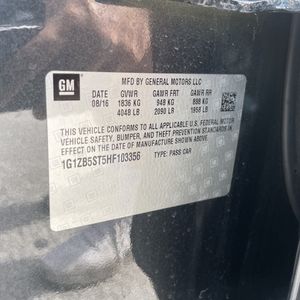 GM
MFD BY GENERAL MOTORS LLC
DATE GVWR GAWR FRT GAWR RR
08/16 1836 KG 948 KG 888 KG
4048 LB 2090 LB 1958 LB
THIS VEHICLE CONFORMS TO ALL APPLICABLE U.S. FEDERAL MOTOR
VEHICLE SAFETY, BUMPER, AND THEFT PREVENTION STANDARDS IN
EFFECT ON THE DATE OF MANUFACTURE SHOWN ABOVE.
1G1ZB5ST5HF103356 TYPE: PASS CAR